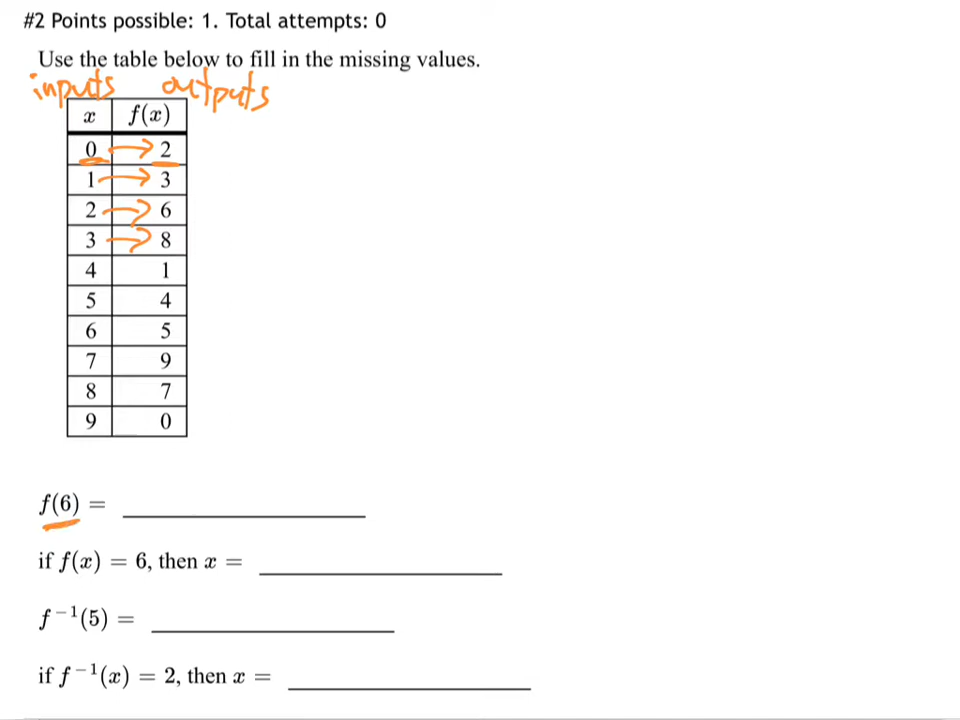 #2 Points possible: 1. Total attempts: 0
Use the table below to fill in the missing values.
inputs outputs
x f(x)
0 2
1 3
2 6
3 8
4 1
5 4
6 5
7 9
8 7
9 0
f(6) =
if f(x) = 6, then x =
f⁻¹(5) =
if f⁻¹(x) = 2, then x =